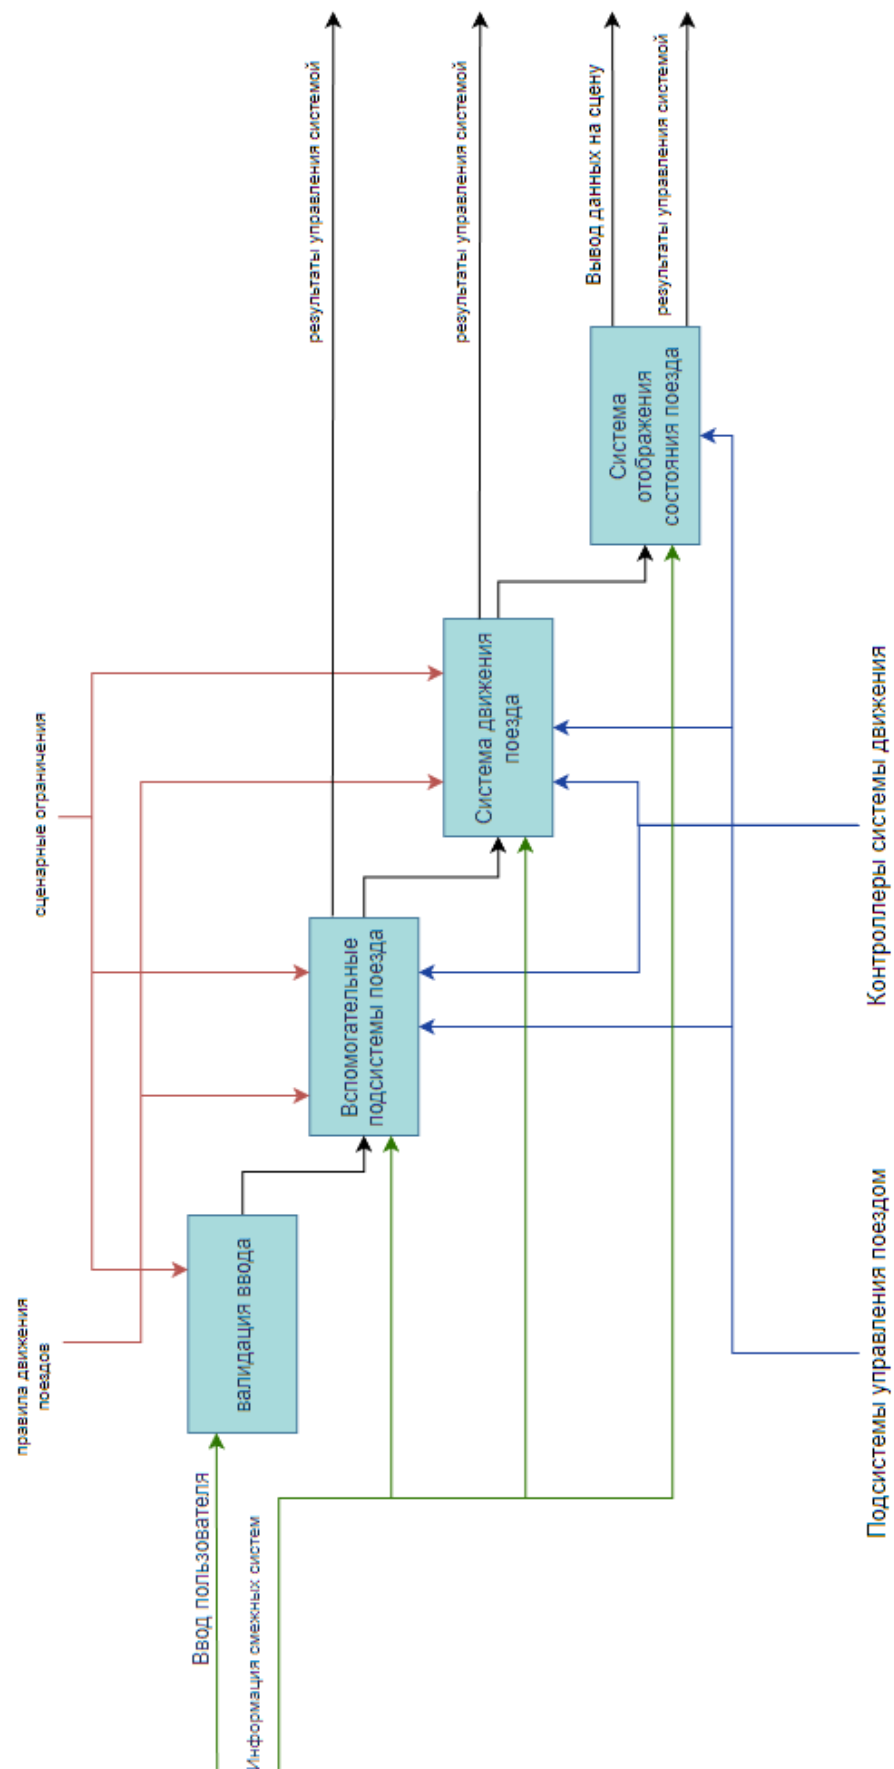 правила движения
поездов
сценарные ограничения
Ввод пользователя
Информация смежных систем
валидация ввода
Вспомогательные
подсистемы поезда
Система движения
поезда
Система
отображения
состояния поезда
результаты управления системой
результаты управления системой
Вывод данных на сцену
результаты управления системой
Подсистемы управления поездом
Контроллеры системы движения